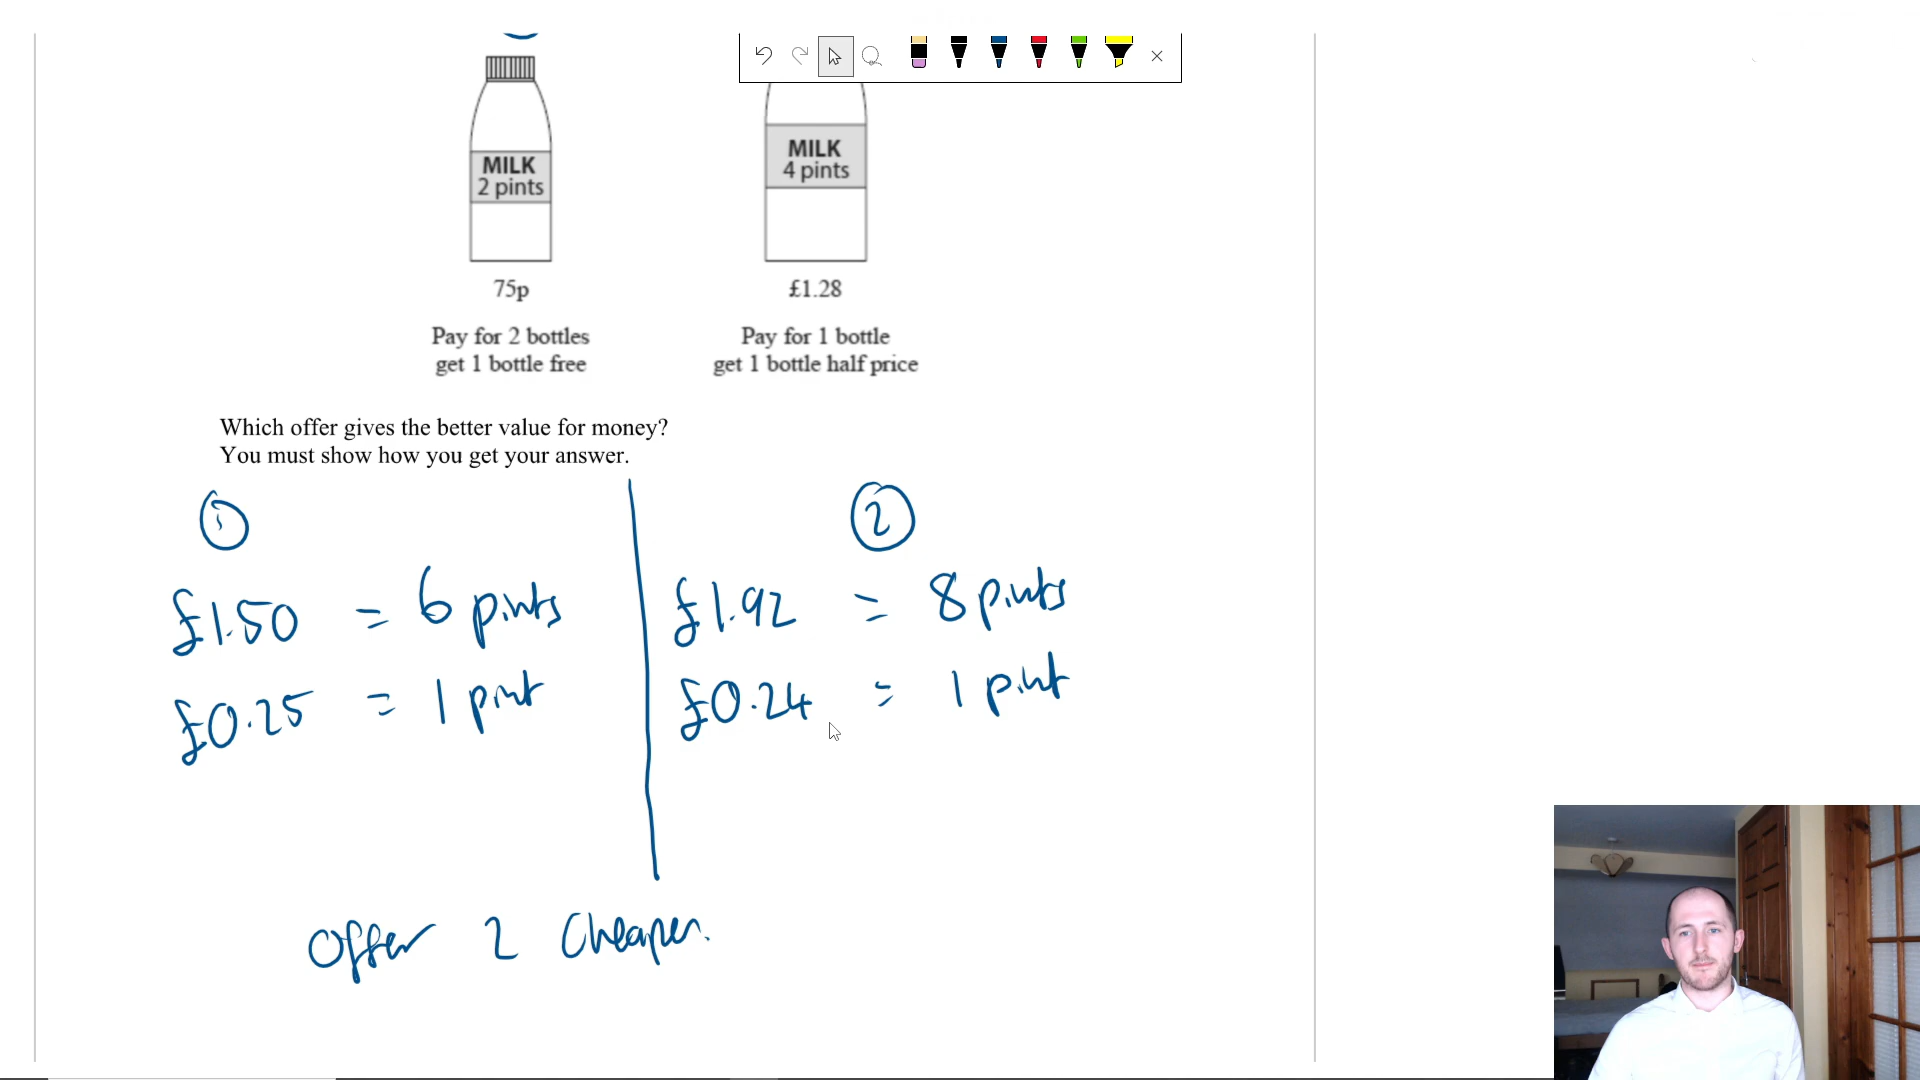 MILK
2 pints
MILK
4 pints
75p
£1.28
Pay for 2 bottles
get 1 bottle free
Pay for 1 bottle
get 1 bottle half price
Which offer gives the better value for money?
You must show how you get your answer.
1
2
£1.50 = 6 pints
£1.92 = 8 pints
£0.25 = 1 pint
£0.24 = 1 pint
Offer 2 Cheaper.